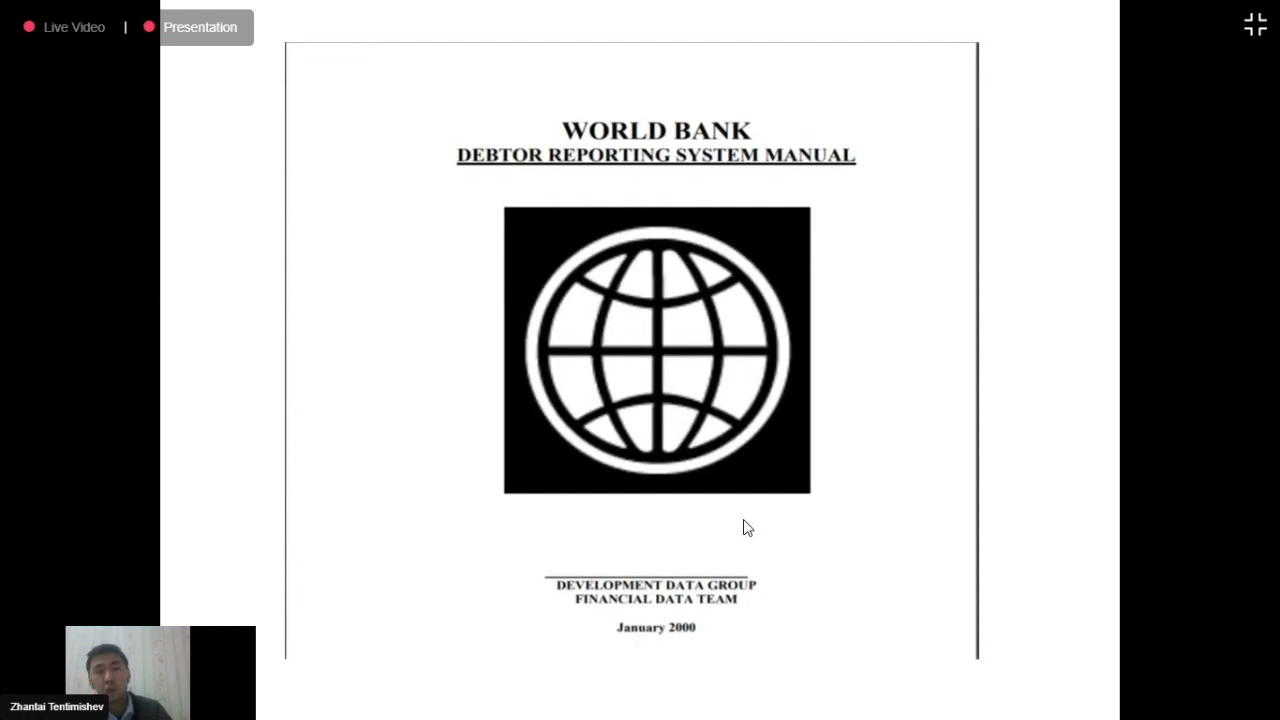 Live Video | Presentation
WORLD BANK
DEBTOR REPORTING SYSTEM MANUAL
DEVELOPMENT DATA GROUP
FINANCIAL DATA TEAM
January 2000
Zhantai Tentimishev